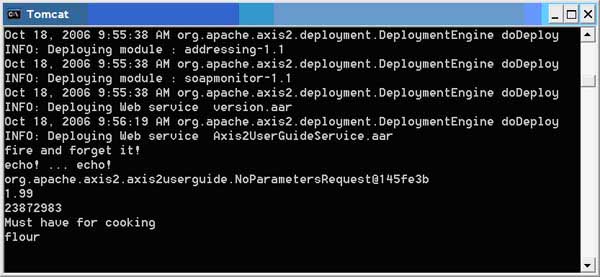 Tomcat
Oct 18, 2006 9:55:38 AM org.apache.axis2.deployment.DeploymentEngine doDeploy
INFO: Deploying module : addressing-1.1
Oct 18, 2006 9:55:38 AM org.apache.axis2.deployment.DeploymentEngine doDeploy
INFO: Deploying module : soapmonitor-1.1
Oct 18, 2006 9:55:38 AM org.apache.axis2.deployment.DeploymentEngine doDeploy
INFO: Deploying Web service  version.aar
Oct 18, 2006 9:56:19 AM org.apache.axis2.deployment.DeploymentEngine doDeploy
INFO: Deploying Web service  Axis2UserGuideService.aar
fire and forget it!
echo! ... echo!
org.apache.axis2.axis2userguide.NoParametersRequest@145fe3b
1.99
23872983
Must have for cooking
flour